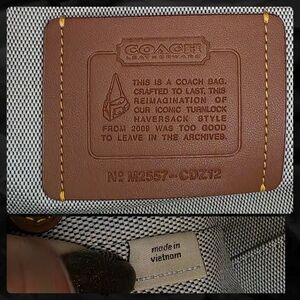 COACH
LEATHERWARE
THIS IS A COACH BAG.
CRAFTED TO LAST, THIS
REIMAGINATION OF
OUR ICONIC TURNLOCK
HAVERSACK STYLE
FROM 2009 WAS TOO GOOD
TO LEAVE IN THE ARCHIVES.
Nº M2557-CDZ12
made in
vietnam